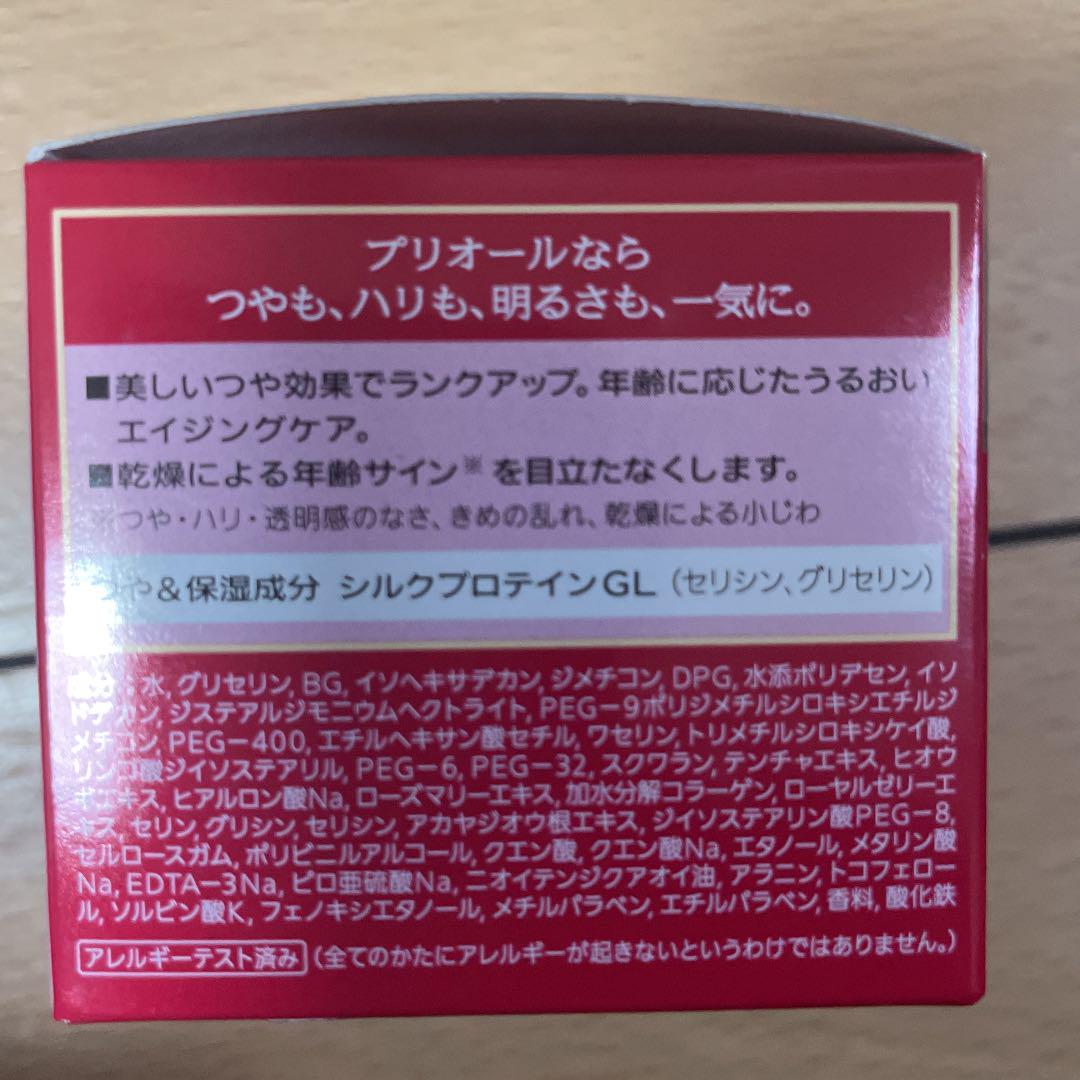 プリオールなら
つやも、ハリも、明るさも、一気に。
■美しいつや効果でランクアップ。年齢に応じたうるおい
エイジングケア。
■乾燥による年齢サイン※を目立たなくします。
※つや・ハリ・透明感のなさ、きめの乱れ、乾燥による小じわ
つや&保湿成分 シルクプロテインGL(セリシン、グリセリン)
成分:水, グリセリン, BG, イソヘキサデカン, ジメチコン, DPG, 水添ポリデセン, イソ
ドデカン, ジステアルジモニウムヘクトライト, PEG-9ポリジメチルシロキシエチルジ
メチコン, PEG-400, エチルヘキサン酸セチル, ワセリン, トリメチルシロキシケイ酸,
リンゴ酸ジイソステアリル, PEG-6, PEG-32, スクワラン, テンチャエキス, ヒオウ
ギエキス, ヒアルロン酸Na, ローズマリーエキス, 加水分解コラーゲン, ローヤルゼリーエ
キス, セリン, グリシン, セリシン, アカヤジオウ根エキス, ジイソステアリン酸PEG-8,
セルロースガム, ポリビニルアルコール, クエン酸, クエン酸Na, エタノール, メタリン酸
Na, EDTA-3Na, ピロ亜硫酸Na, ニオイテンジクアオイ油, アラニン, トコフェロー
ル, ソルビン酸K, フェノキシエタノール, メチルパラベン, エチルパラベン, 香料, 酸化鉄
アレルギーテスト済み(全てのかたにアレルギーが起きないというわけではありません。)